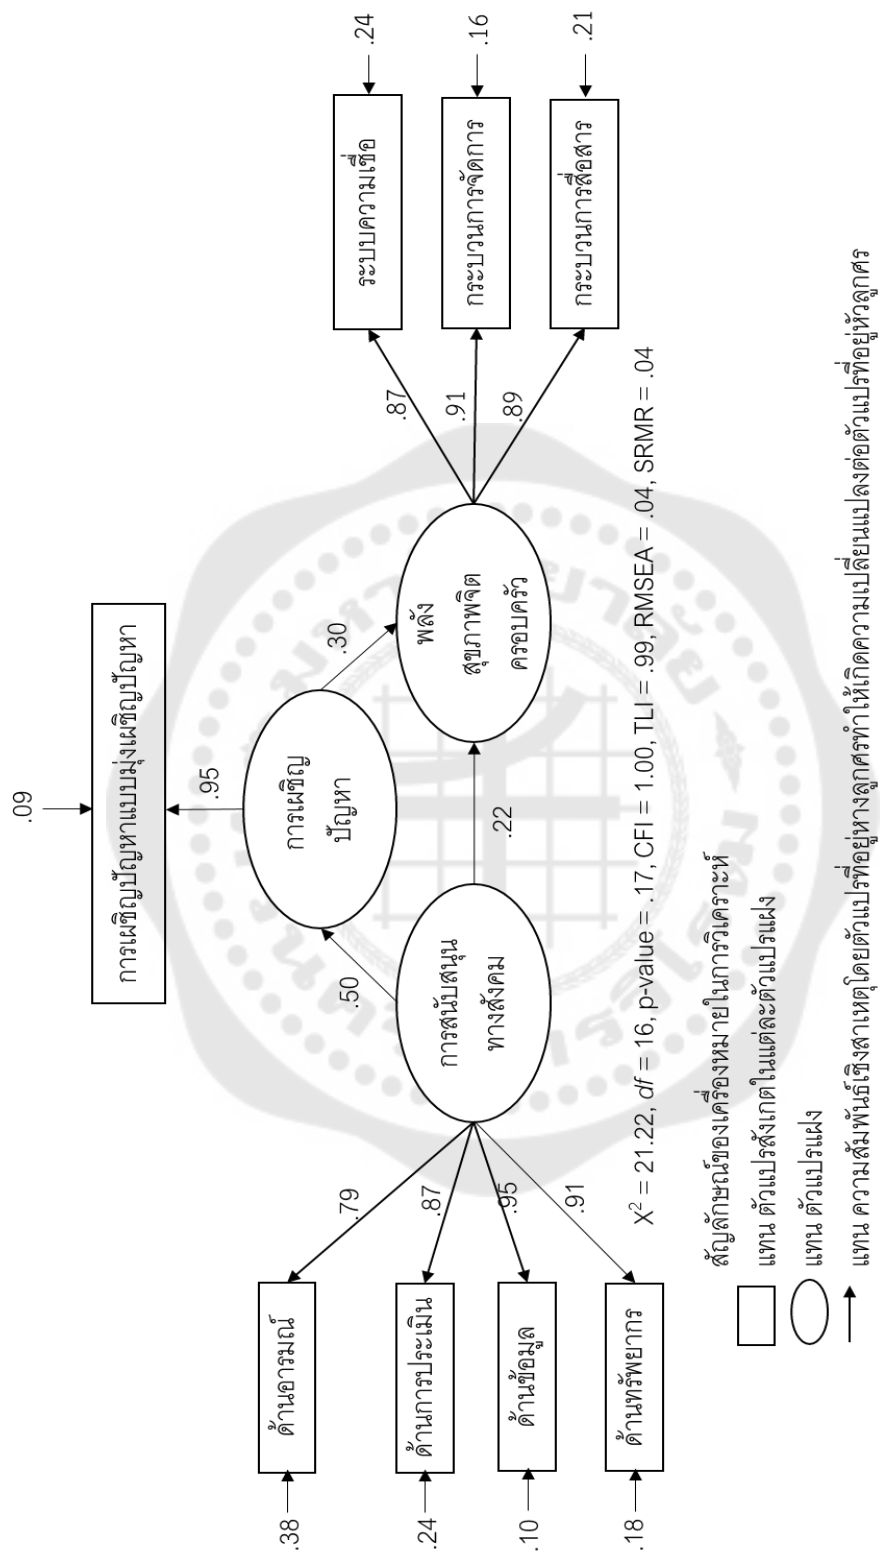 .09
การเผชิญปัญหาแบบมุ่งเผชิญปัญหา
.95
การเผชิญ
ปัญหา
.50
.30
.38
ด้านอารมณ์
.79
.24
ด้านการประเมิน
.87
.10
ด้านข้อมูล
.95
.18
ด้านทรัพยากร
.91
การสนับสนุน
ทางสังคม
.22
พลัง
สุขภาพจิต
ครอบครัว
.87
ระบบความเชื่อ
.24
.91
กระบวนการจัดการ
.16
.89
กระบวนการสื่อสาร
.21
X² = 21.22, df = 16, p-value = .17, CFI = 1.00, TLI = .99, RMSEA = .04, SRMR = .04
สัญลักษณ์ของเครื่องหมายในการวิเคราะห์
แทน ตัวแปรสังเกตในแต่ละตัวแปรแฝง
แทน ตัวแปรแฝง
แทน ความสัมพันธ์เชิงสาเหตุโดยตัวแปรที่อยู่หางลูกศรทำให้เกิดความเปลี่ยนแปลงต่อตัวแปรที่อยู่หัวลูกศร